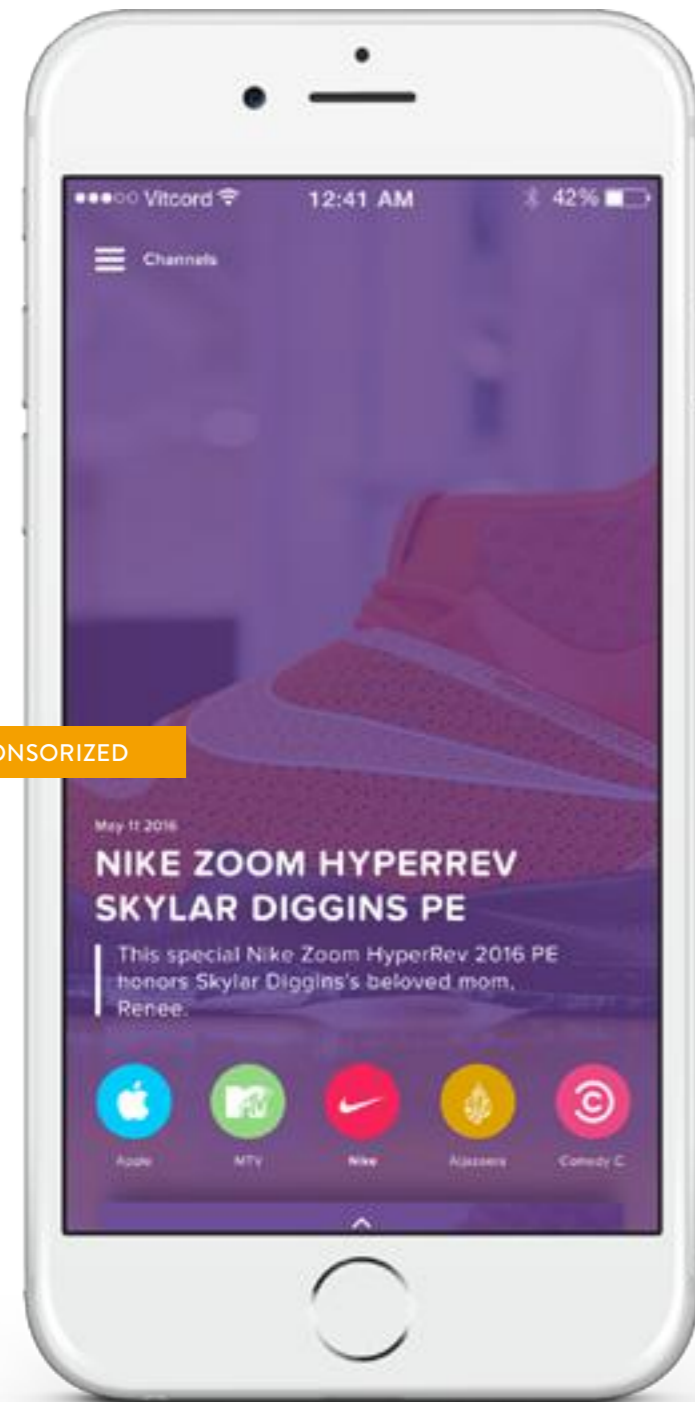 Vitcord 12:41 AM 42%
Channels
ONSORIZED
May 11 2016
NIKE ZOOM HYPERREV
SKYLAR DIGGINS PE
This special Nike Zoom HyperRev 2016 PE
honors Skylar Diggins's beloved mom,
Renee.
MTV
Apple MTV Nike Aljazeera Comedy C